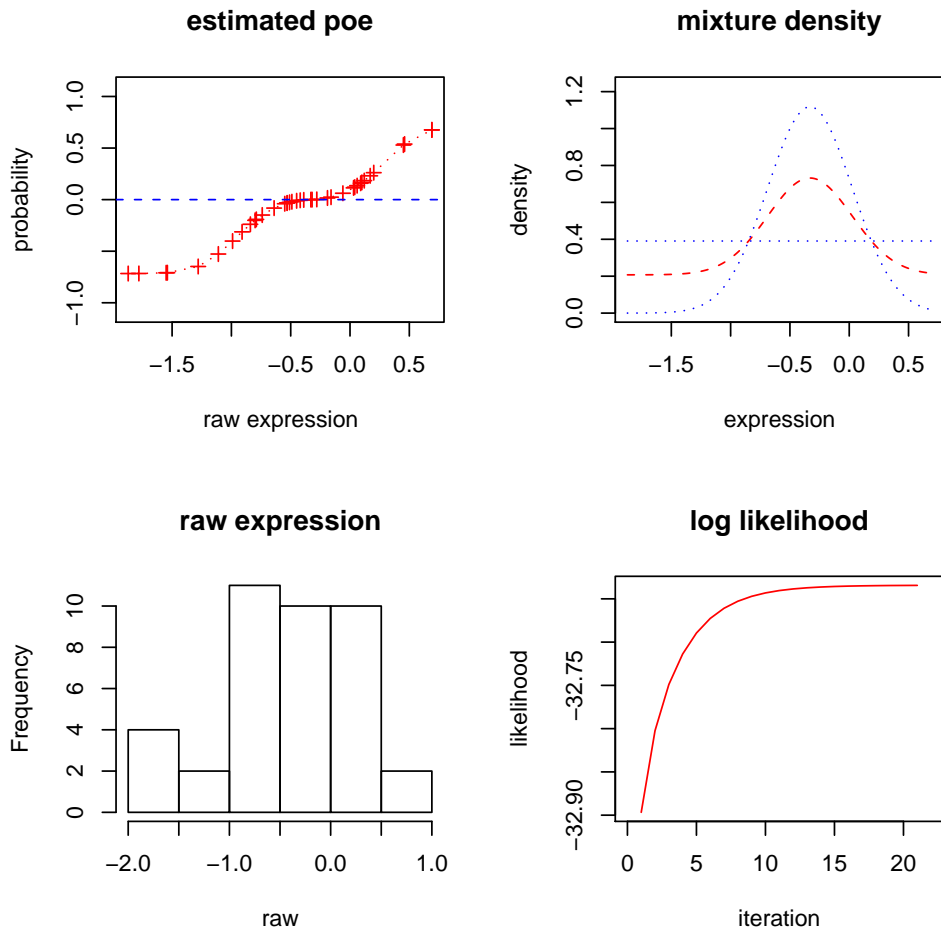 estimated poe
probability
1.0
0.5
0.0
−1.0
−1.5
−0.5
0.0
0.5
raw expression
mixture density
density
1.2
0.8
0.4
0.0
−1.5
−0.5
0.0
0.5
expression
raw expression
Frequency
10
8
6
4
2
0
−2.0
−1.0
0.0
1.0
raw
log likelihood
likelihood
−32.75
−32.90
0
5
10
15
20
iteration